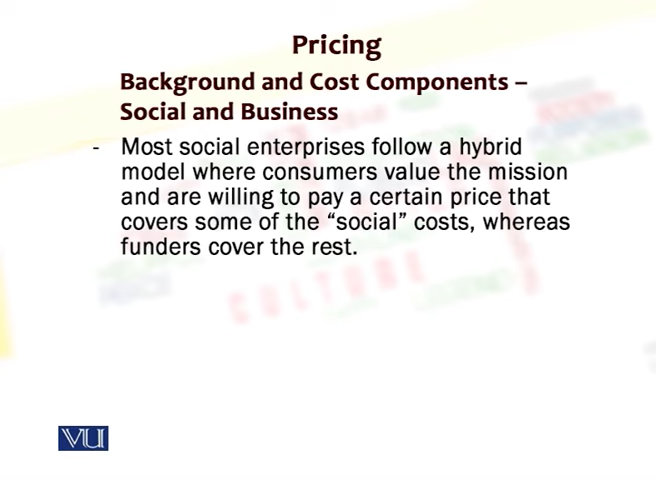 Pricing
Background and Cost Components –
Social and Business
- Most social enterprises follow a hybrid
model where consumers value the mission
and are willing to pay a certain price that
covers some of the “social” costs, whereas
funders cover the rest.
CULTURE
VU